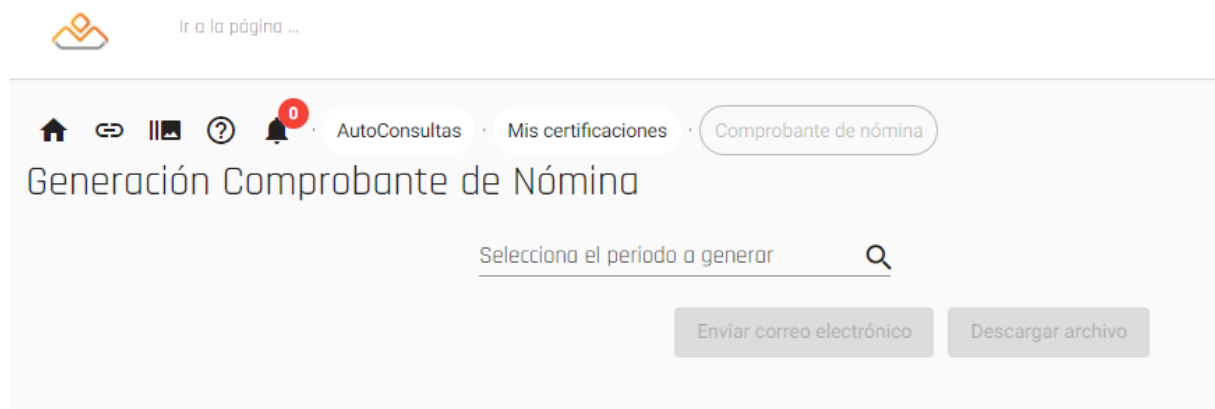 Ir a la página ...
0
AutoConsultas · Mis certificaciones · Comprobante de nómina
Generación Comprobante de Nómina
Selecciona el periodo a generar
Enviar correo electrónico Descargar archivo